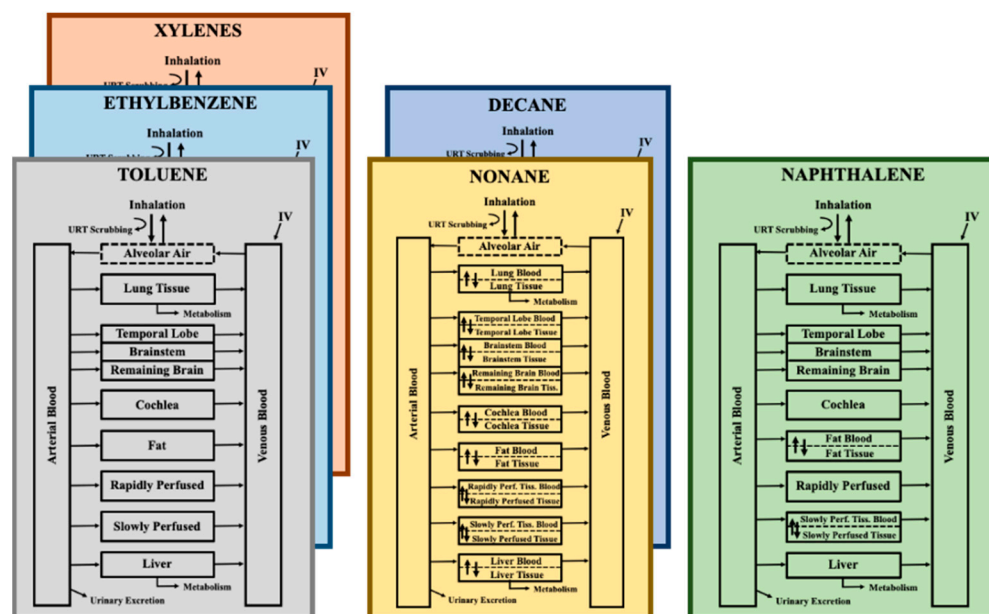 XYLENES
Inhalation
URT Scrubbing
IV
ETHYLBENZENE
Inhalation
URT Scrubbing
IV
TOLUENE
Inhalation
URT Scrubbing
IV
Alveolar Air
Lung Tissue
Metabolism
Temporal Lobe
Brainstem
Remaining Brain
Cochlea
Fat
Rapidly Perfused
Slowly Perfused
Liver
Metabolism
Urinary Excretion
Arterial Blood
Venous Blood
DECANE
Inhalation
URT Scrubbing
IV
NONANE
Inhalation
URT Scrubbing
IV
Alveolar Air
Lung Blood
Lung Tissue
Metabolism
Temporal Lobe Blood
Temporal Lobe Tissue
Brainstem Blood
Brainstem Tissue
Remaining Brain Blood
Remaining Brain Tiss.
Cochlea Blood
Cochlea Tissue
Fat Blood
Fat Tissue
Rapidly Perf. Tiss. Blood
Rapidly Perfused Tissue
Slowly Perf. Tiss. Blood
Slowly Perfused Tissue
Liver Blood
Liver Tissue
Metabolism
Urinary Excretion
Arterial Blood
Venous Blood
NAPHTHALENE
Inhalation
URT Scrubbing
IV
Alveolar Air
Lung Tissue
Metabolism
Temporal Lobe
Brainstem
Remaining Brain
Cochlea
Fat Blood
Fat Tissue
Rapidly Perfused
Slowly Perf. Tiss. Blood
Slowly Perfused Tissue
Liver
Metabolism
Urinary Excretion
Arterial Blood
Venous Blood